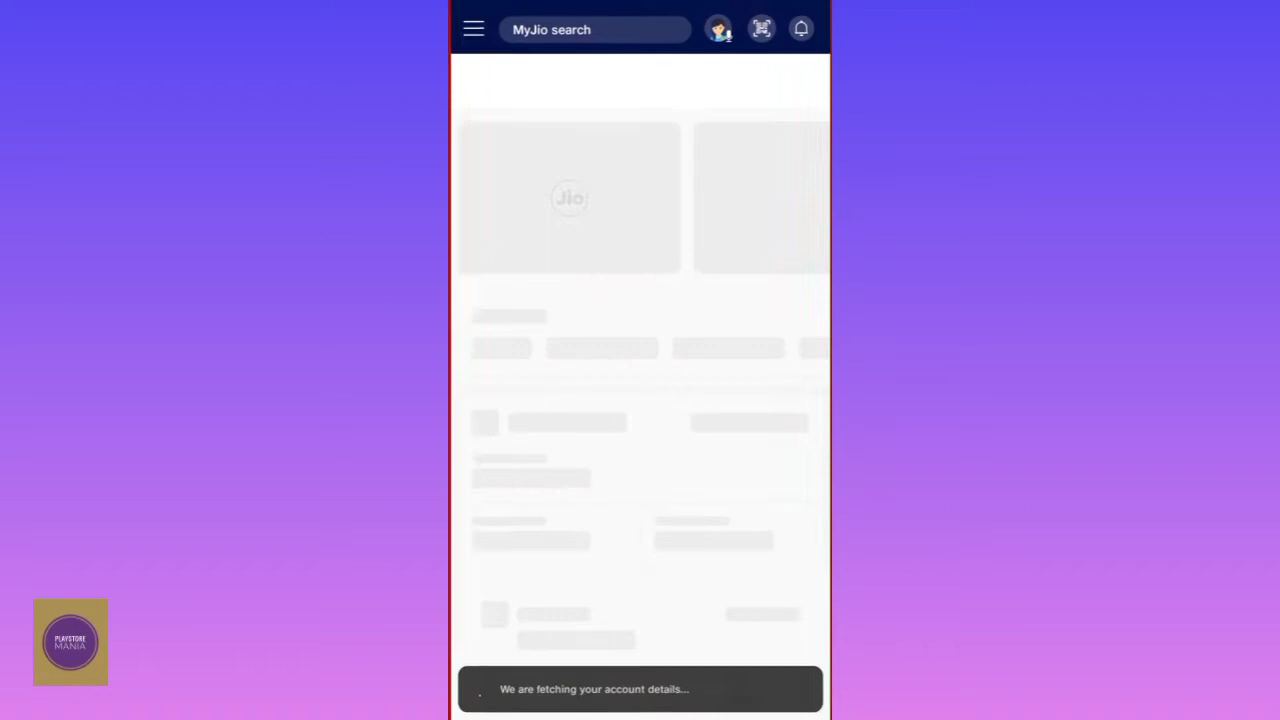 MyJio search
Jio
We are fetching your account details...
PLAYSTORE
MANIA